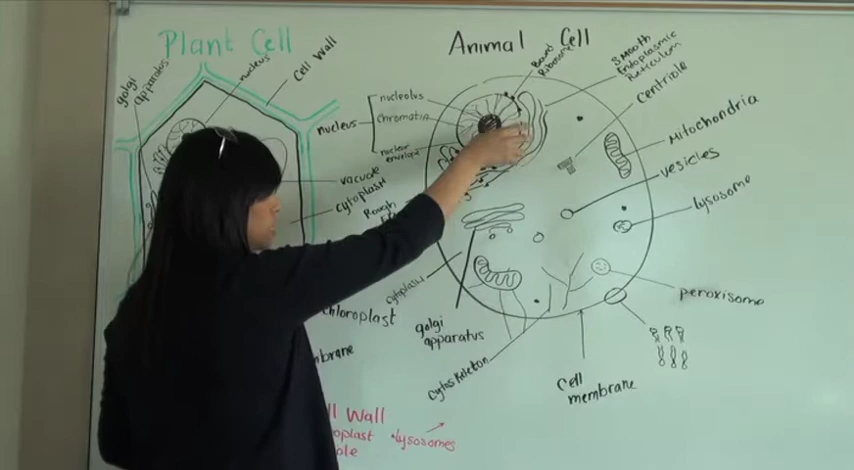 Plant Cell
golgi
apparatus
nucleus
Cell Wall
vacuole
cytoplasm
chloroplast
Animal Cell
Bound
Ribosome
Smooth
Endoplasmic
Reticulum
centriole
Mitochondria
vesicles
lysosome
peroxisome
nucleus
nucleolus
chromatin
nuclear
envelope
Rough
cytoplasm
golgi
apparatus
cytoskeleton
Cell
membrane
Wall
•lysosomes